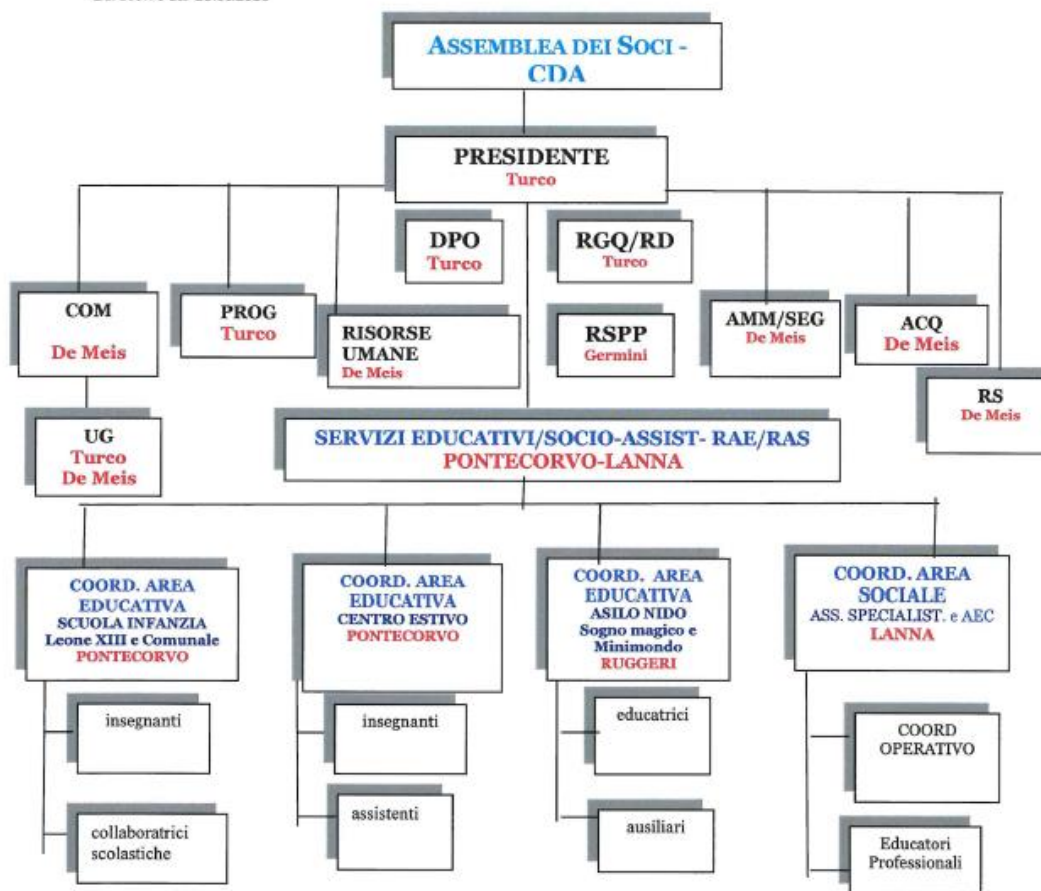 ASSEMBLEA DEI SOCI -
CDA
PRESIDENTE
Turco
DPO
Turco
RGQ/RD
Turco
COM
De Meis
PROG
Turco
RISORSE
UMANE
De Meis
RSPP
Germini
AMM/SEG
De Meis
ACQ
De Meis
RS
De Meis
UG
Turco
De Meis
SERVIZI EDUCATIVI/SOCIO-ASSIST- RAE/RAS
PONTECORVO-LANNA
COORD. AREA
EDUCATIVA
SCUOLA INFANZIA
Leone XIII e Comunale
PONTECORVO
COORD. AREA
EDUCATIVA
CENTRO ESTIVO
PONTECORVO
COORD. AREA
EDUCATIVA
ASILO NIDO
Sogno magico e
Minimondo
RUGGERI
COORD. AREA
SOCIALE
ASS. SPECIALIST. e AEC
LANNA
insegnanti
insegnanti
educatrici
COORD
OPERATIVO
collaboratrici
scolastiche
assistenti
ausiliari
Educatori
Professionali